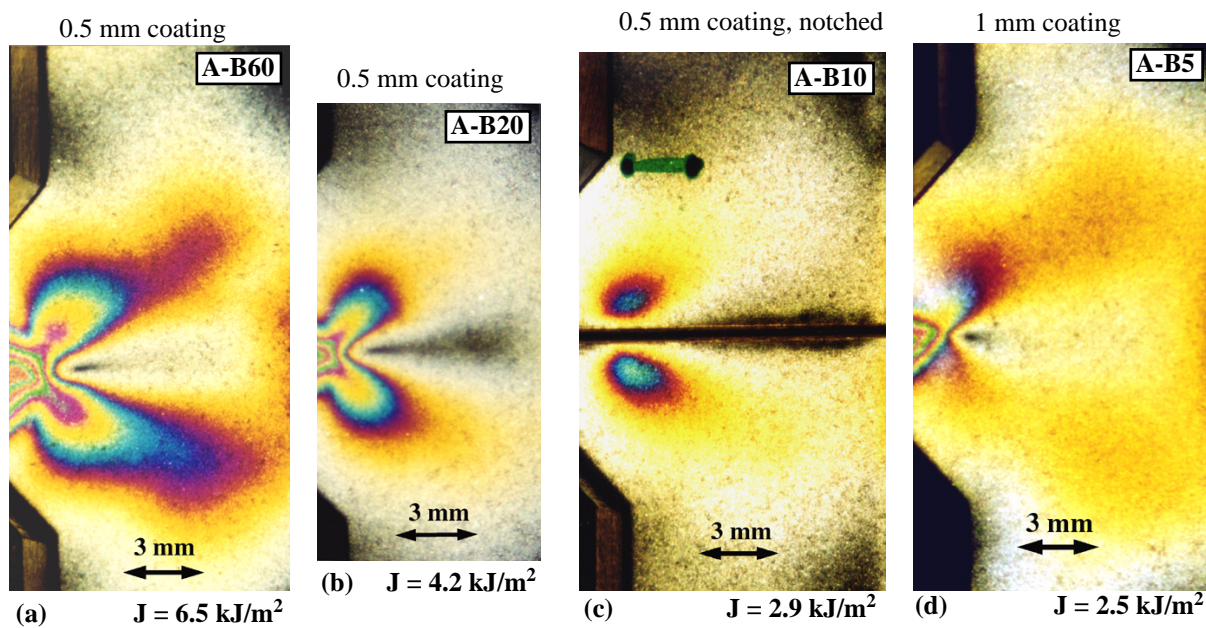 0.5 mm coating
A-B60
3 mm
(a) J = 6.5 kJ/m²
0.5 mm coating
A-B20
3 mm
(b) J = 4.2 kJ/m²
0.5 mm coating, notched
A-B10
3 mm
(c) J = 2.9 kJ/m²
1 mm coating
A-B5
3 mm
(d) J = 2.5 kJ/m²